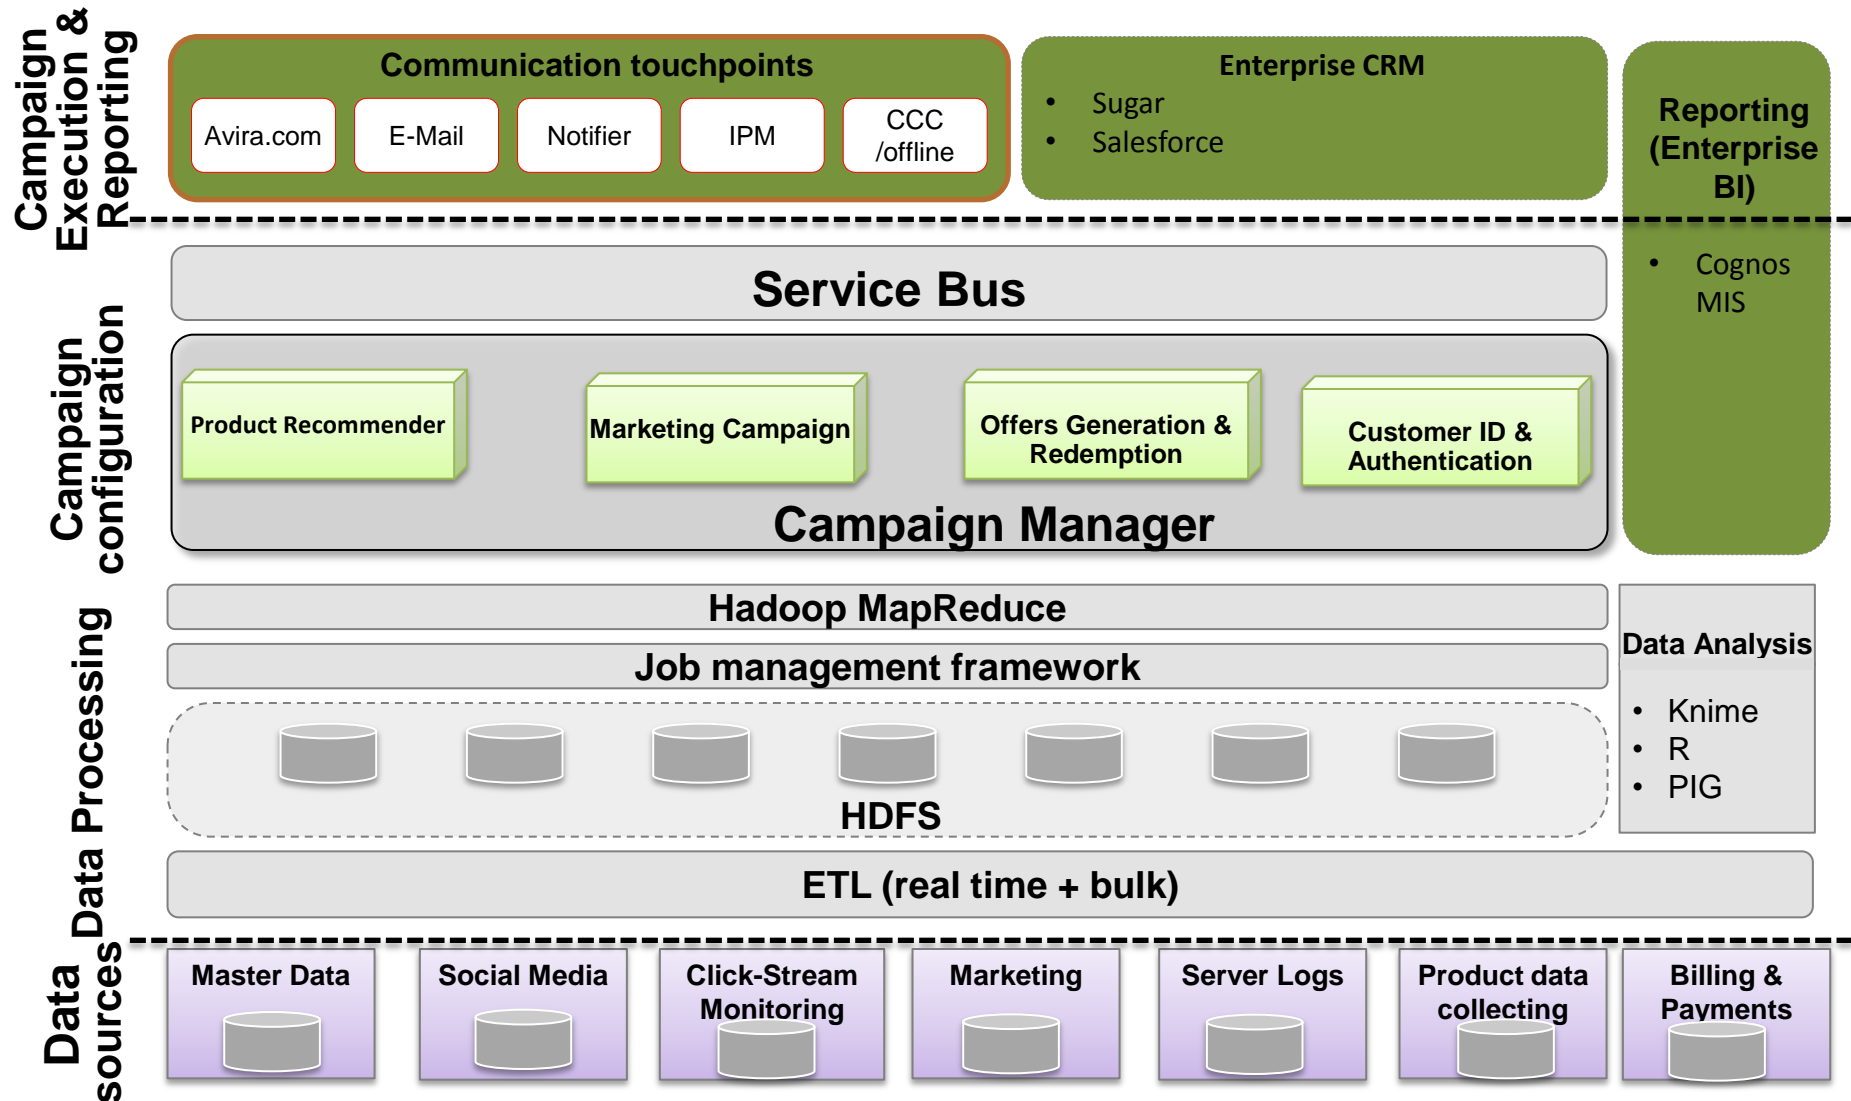 Campaign
Execution &
Reporting
Communication touchpoints
Avira.com
E-Mail
Notifier
IPM
CCC
/offline
Enterprise CRM
• Sugar
• Salesforce
Reporting
(Enterprise
BI)
• Cognos
MIS
Campaign
configuration
Service Bus
Product Recommender
Marketing Campaign
Offers Generation &
Redemption
Customer ID &
Authentication
Campaign Manager
Data Processing
Hadoop MapReduce
Job management framework
HDFS
Data Analysis
• Knime
• R
• PIG
ETL (real time + bulk)
Data
sources
Master Data
Social Media
Click-Stream
Monitoring
Marketing
Server Logs
Product data
collecting
Billing &
Payments